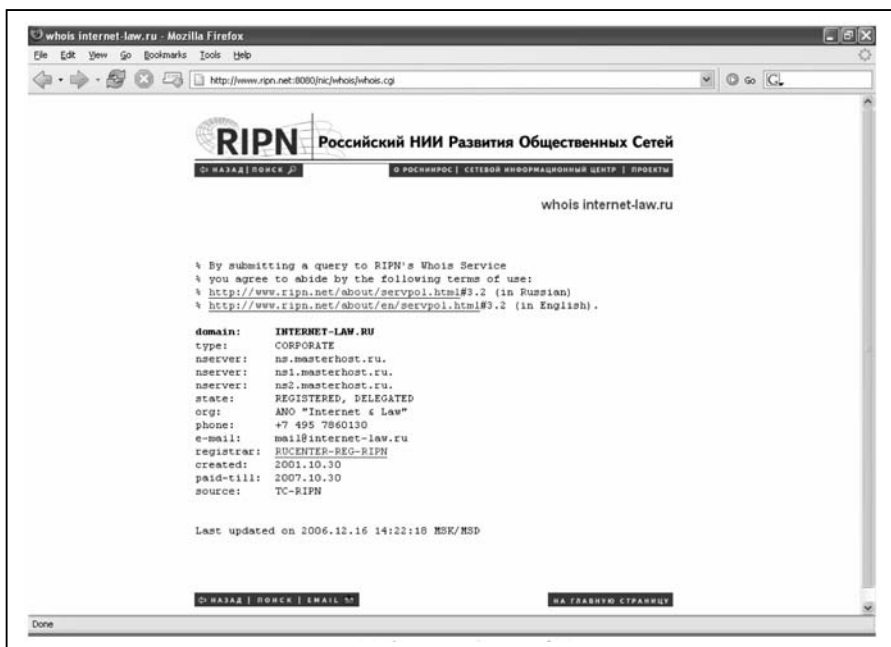 whois internet-law.ru - Mozilla Firefox
File Edit View Go Bookmarks Tools Help
http://www.ripn.net:8080/nic/whois/whois.cgi Go
RIPN Российский НИИ Развития Общественных Сетей
НАЗАД | ПОИСК О РОСНИИРОС | СЕТЕВОЙ ИНФОРМАЦИОННЫЙ ЦЕНТР | ПРОЕКТЫ
whois internet-law.ru
% By submitting a query to RIPN's Whois Service
% you agree to abide by the following terms of use:
% http://www.ripn.net/about/servpol.html#3.2 (in Russian)
% http://www.ripn.net/about/en/servpol.html#3.2 (in English).
domain: INTERNET-LAW.RU
type: CORPORATE
nserver: ns.masterhost.ru.
nserver: ns1.masterhost.ru.
nserver: ns2.masterhost.ru.
state: REGISTERED, DELEGATED
org: ANO "Internet & Law"
phone: +7 495 7860130
e-mail: mail@internet-law.ru
registrar: RUCENTER-REG-RIPN
created: 2001.10.30
paid-till: 2007.10.30
source: TC-RIPN
Last updated on 2006.12.16 14:22:18 MSK/MSD
НАЗАД | ПОИСК | EMAIL НА ГЛАВНУЮ СТРАНИЦУ
Done